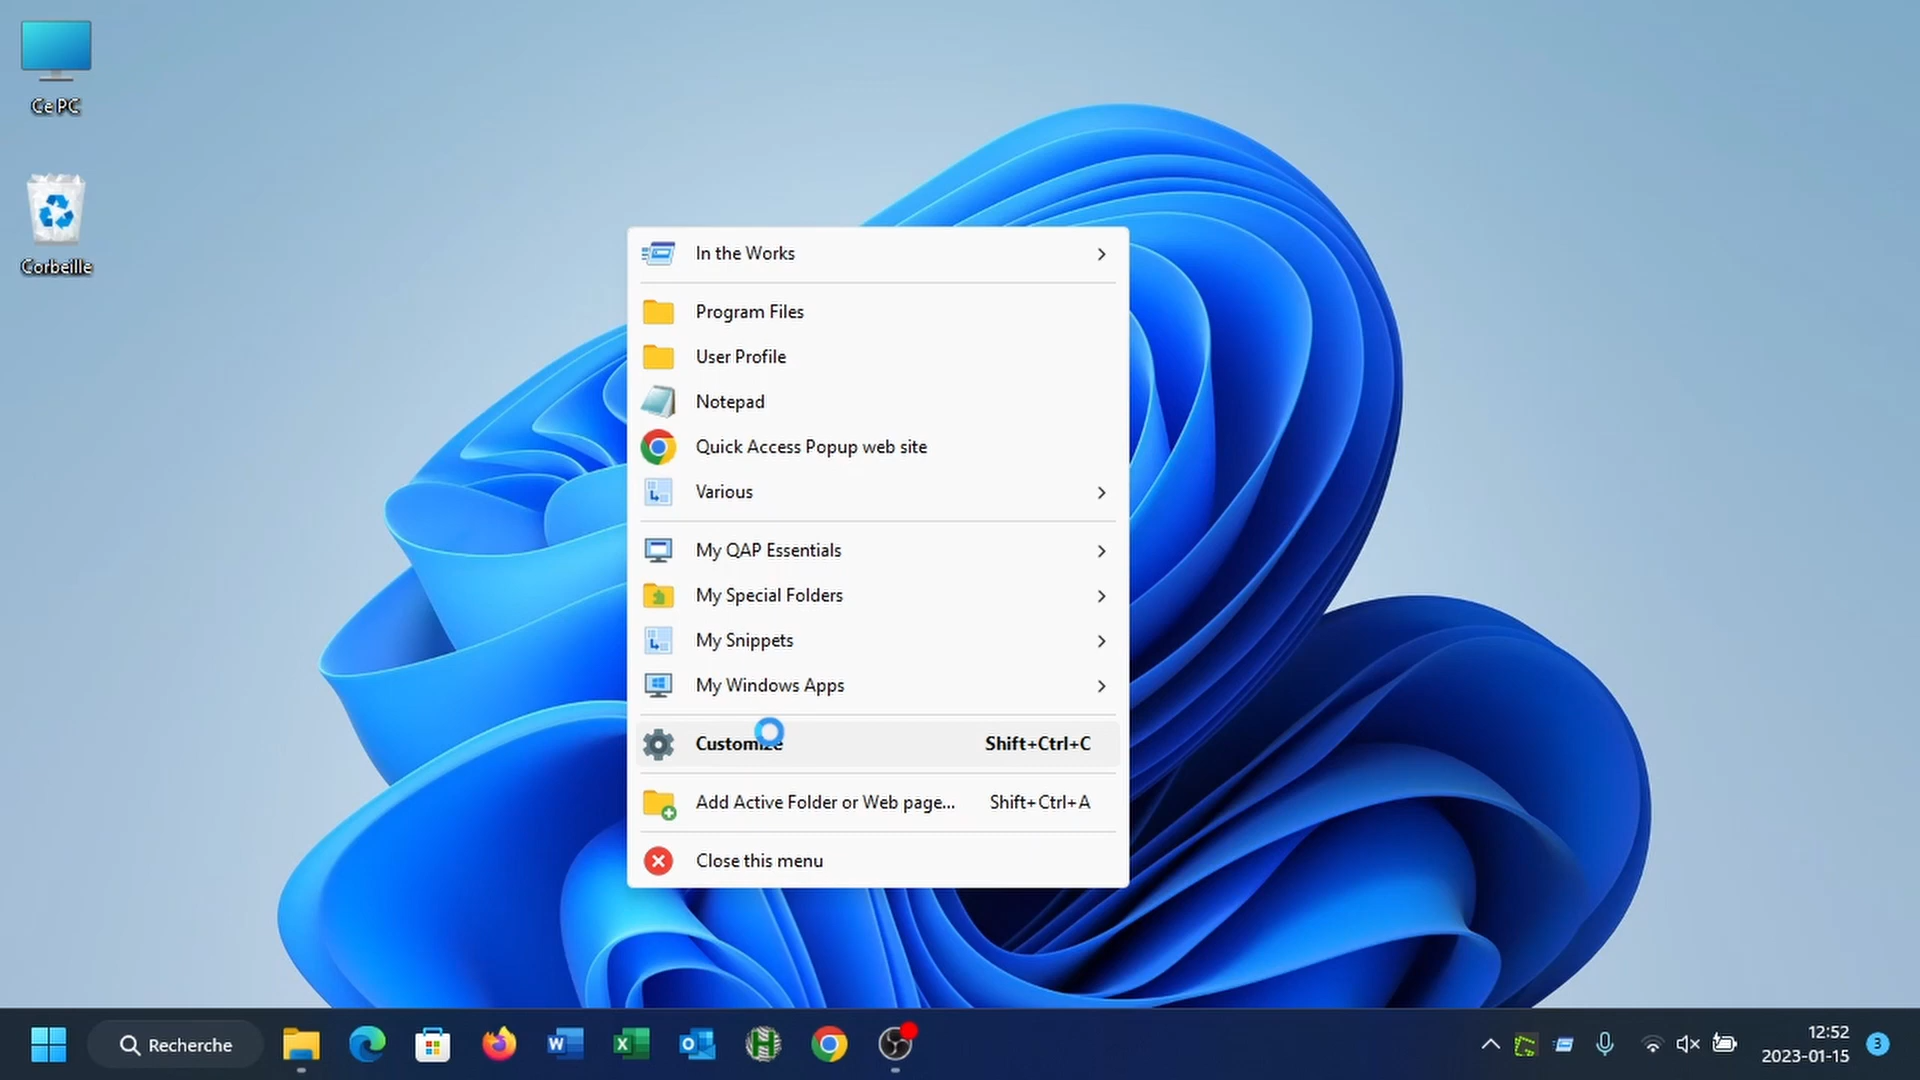 Ce PC
Corbeille
In the Works
Program Files
User Profile
Notepad
Quick Access Popup web site
Various
My QAP Essentials
My Special Folders
My Snippets
My Windows Apps
Customize Shift+Ctrl+C
Add Active Folder or Web page... Shift+Ctrl+A
Close this menu
Recherche
12:52
2023-01-15
3